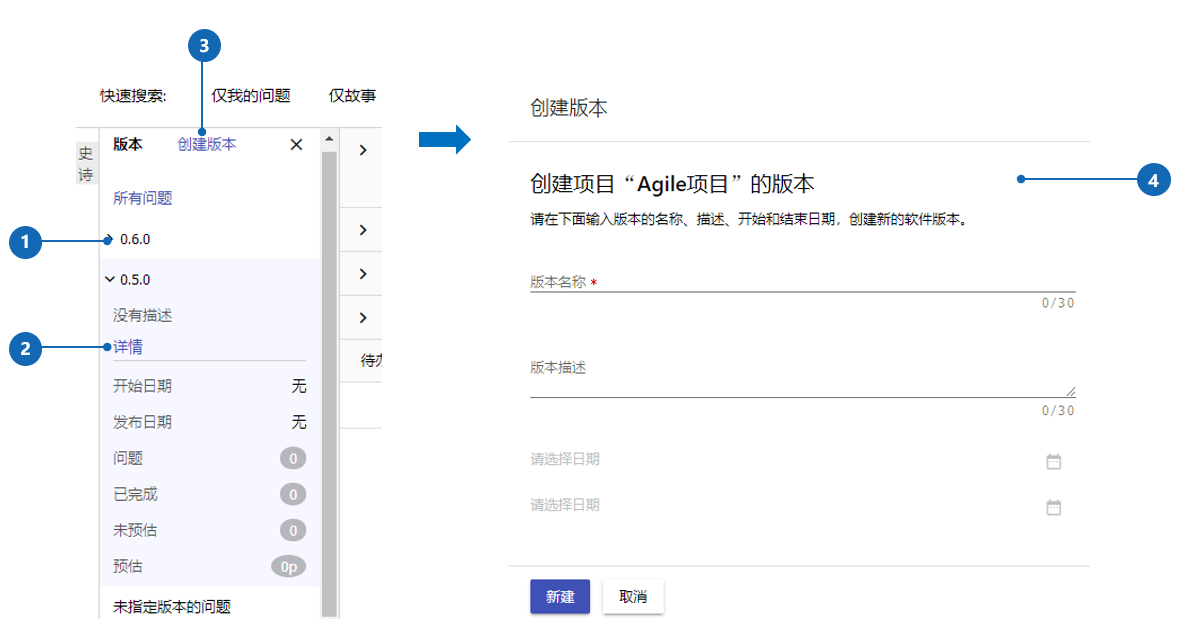 3
快速搜索: 仅我的问题 仅故事
史诗
版本 创建版本
所有问题
1
0.6.0
0.5.0
没有描述
2
详情
开始日期 无
发布日期 无
问题 0
已完成 0
未预估 0
预估 0p
未指定版本的问题
创建版本
创建项目“Agile项目”的版本
4
请在下面输入版本的名称、描述、开始和结束日期，创建新的软件版本。
版本名称 *
0/30
版本描述
0/30
请选择日期
请选择日期
新建 取消